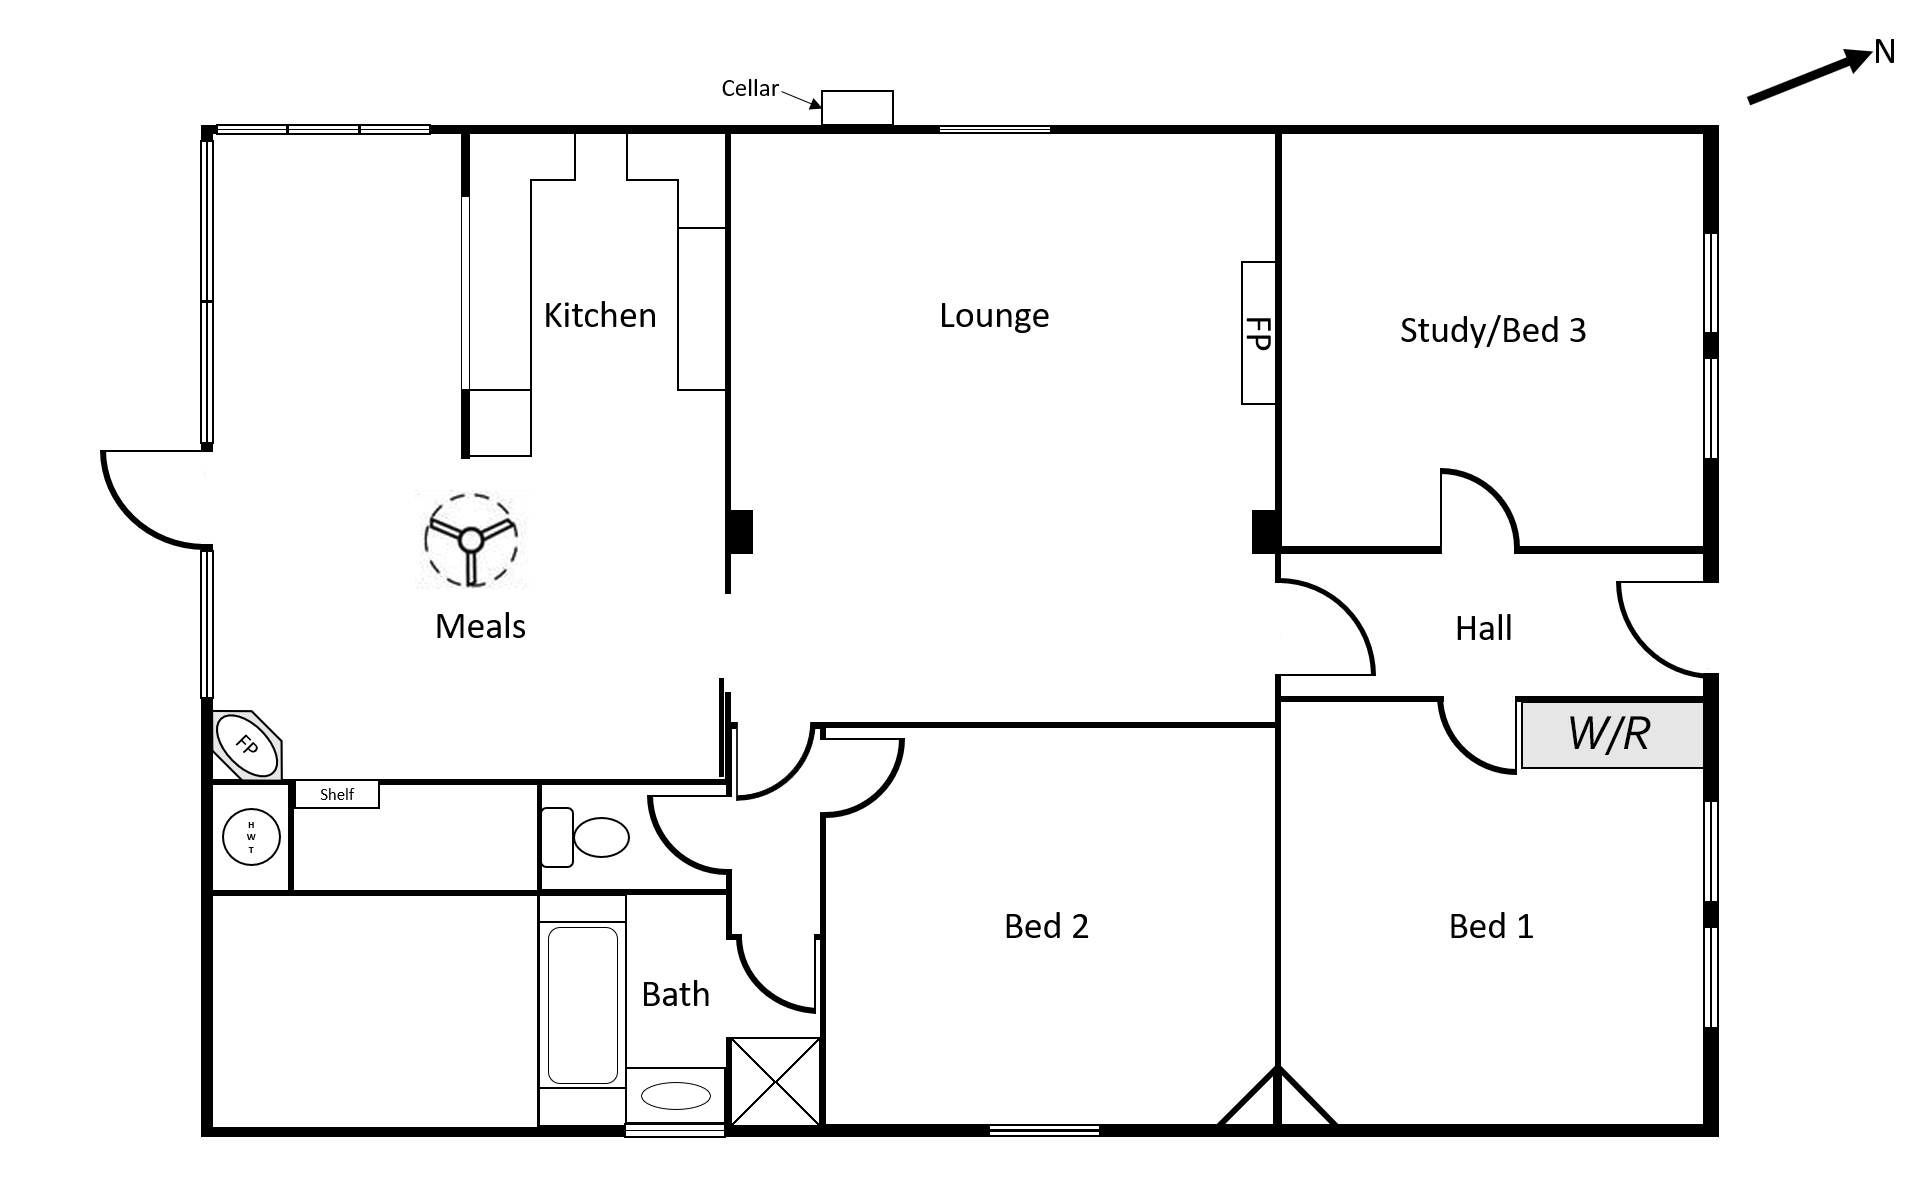 N
Cellar
Kitchen
Lounge
FP
Study/Bed 3
Meals
Hall
FP
W/R
Shelf
H
W
T
Bed 2
Bed 1
Bath